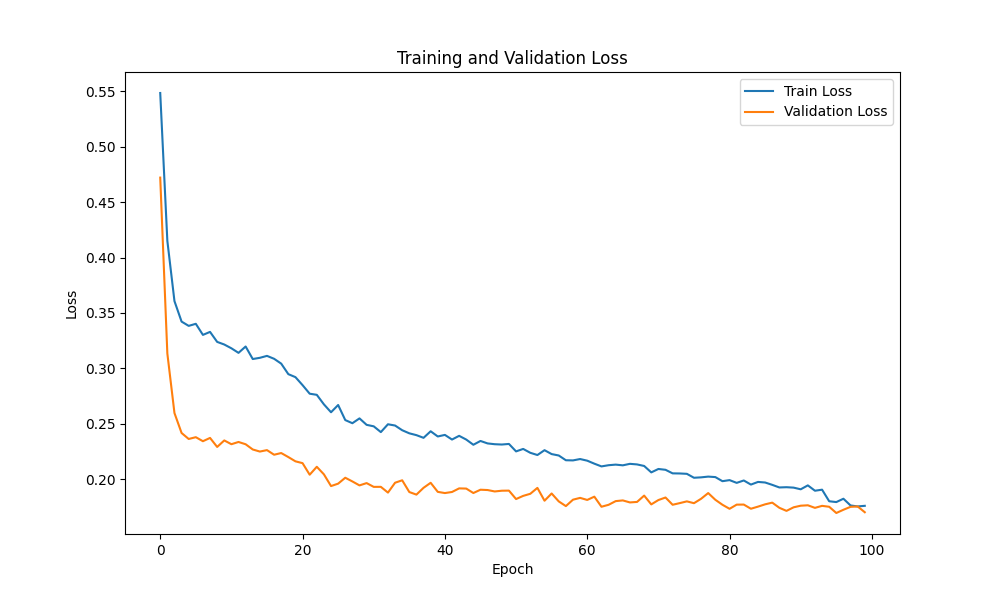 Training and Validation Loss
Train Loss
Validation Loss
0.55
0.50
0.45
0.40
0.35
0.30
0.25
0.20
Loss
0 20 40 60 80 100
Epoch